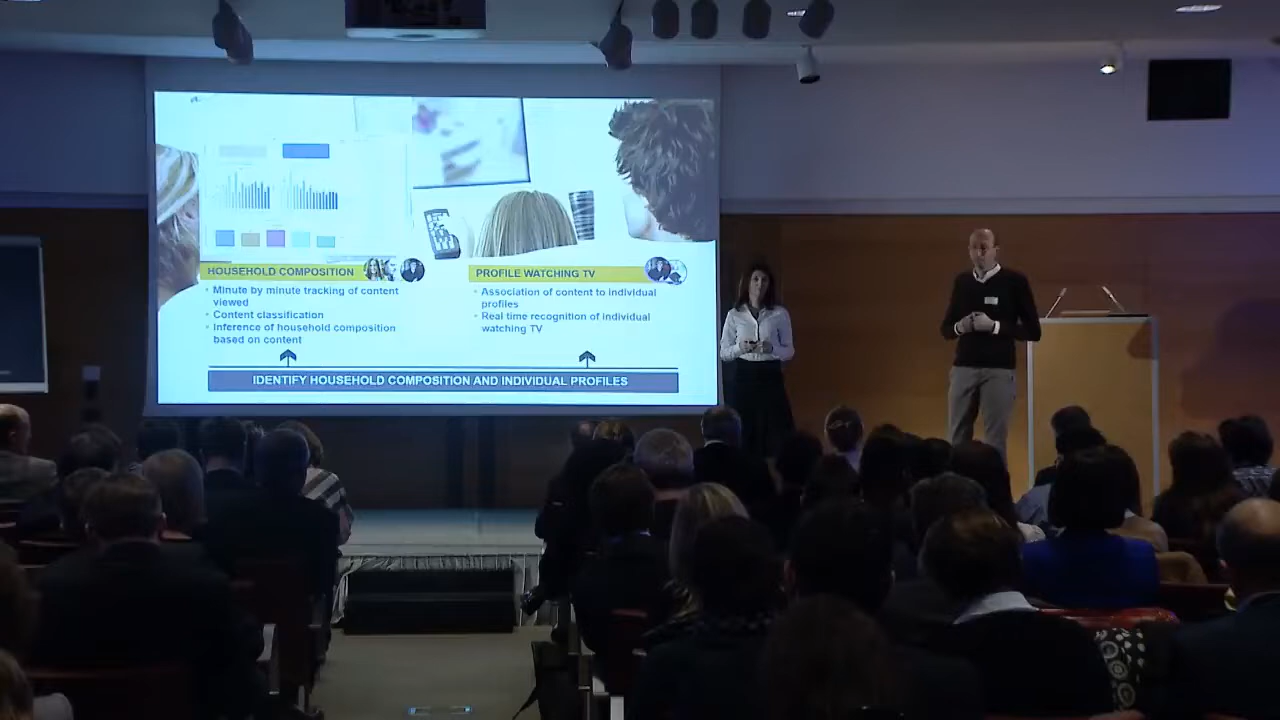 HOUSEHOLD COMPOSITION
• Minute by minute tracking of content
viewed
• Content classification
• Inference of household composition
based on content
PROFILE WATCHING TV
• Association of content to individual
profiles
• Real time recognition of individual
watching TV
IDENTIFY HOUSEHOLD COMPOSITION AND INDIVIDUAL PROFILES